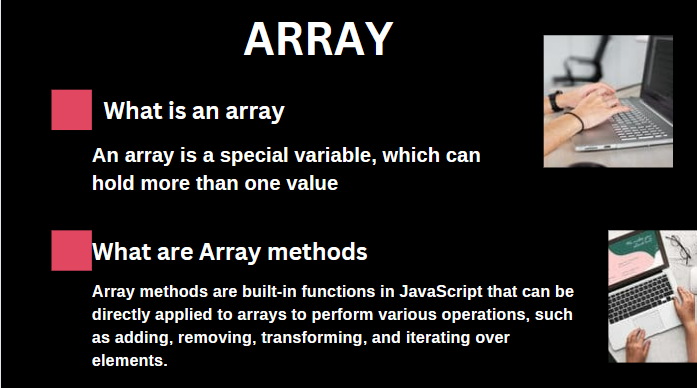 ARRAY
What is an array
An array is a special variable, which can
hold more than one value
What are Array methods
Array methods are built-in functions in JavaScript that can be
directly applied to arrays to perform various operations, such
as adding, removing, transforming, and iterating over
elements.